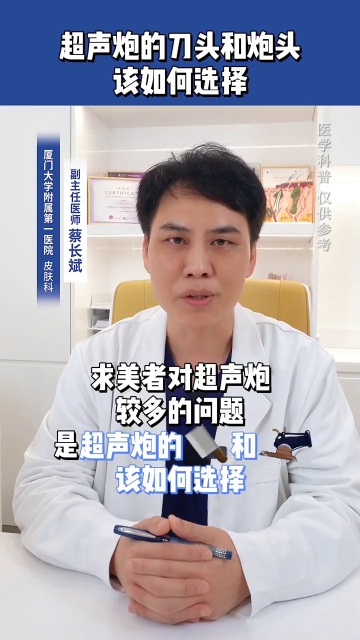 超声炮的刀头和炮头
该如何选择
医学科普 仅供参考
厦门大学附属第一医院 皮肤科
副主任医师 蔡长斌
求美者对超声炮
较多的问题
是超声炮的 和
该如何选择